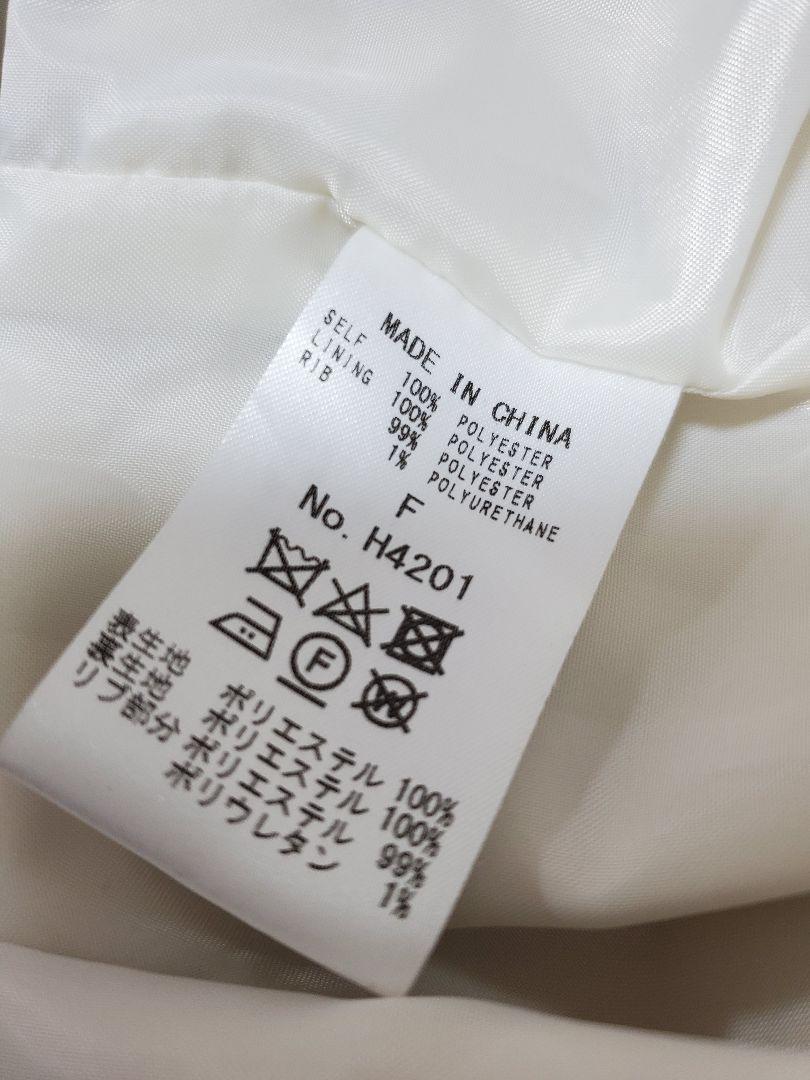 MADE IN CHINA
SELF 100% POLYESTER
LINING 100% POLYESTER
RIB 99% POLYESTER
1% POLYURETHANE
F
No. H4201
F
W
表生地 ポリエステル 100%
裏生地 ポリエステル 100%
リブ部分 ポリエステル 99%
ポリウレタン 1%